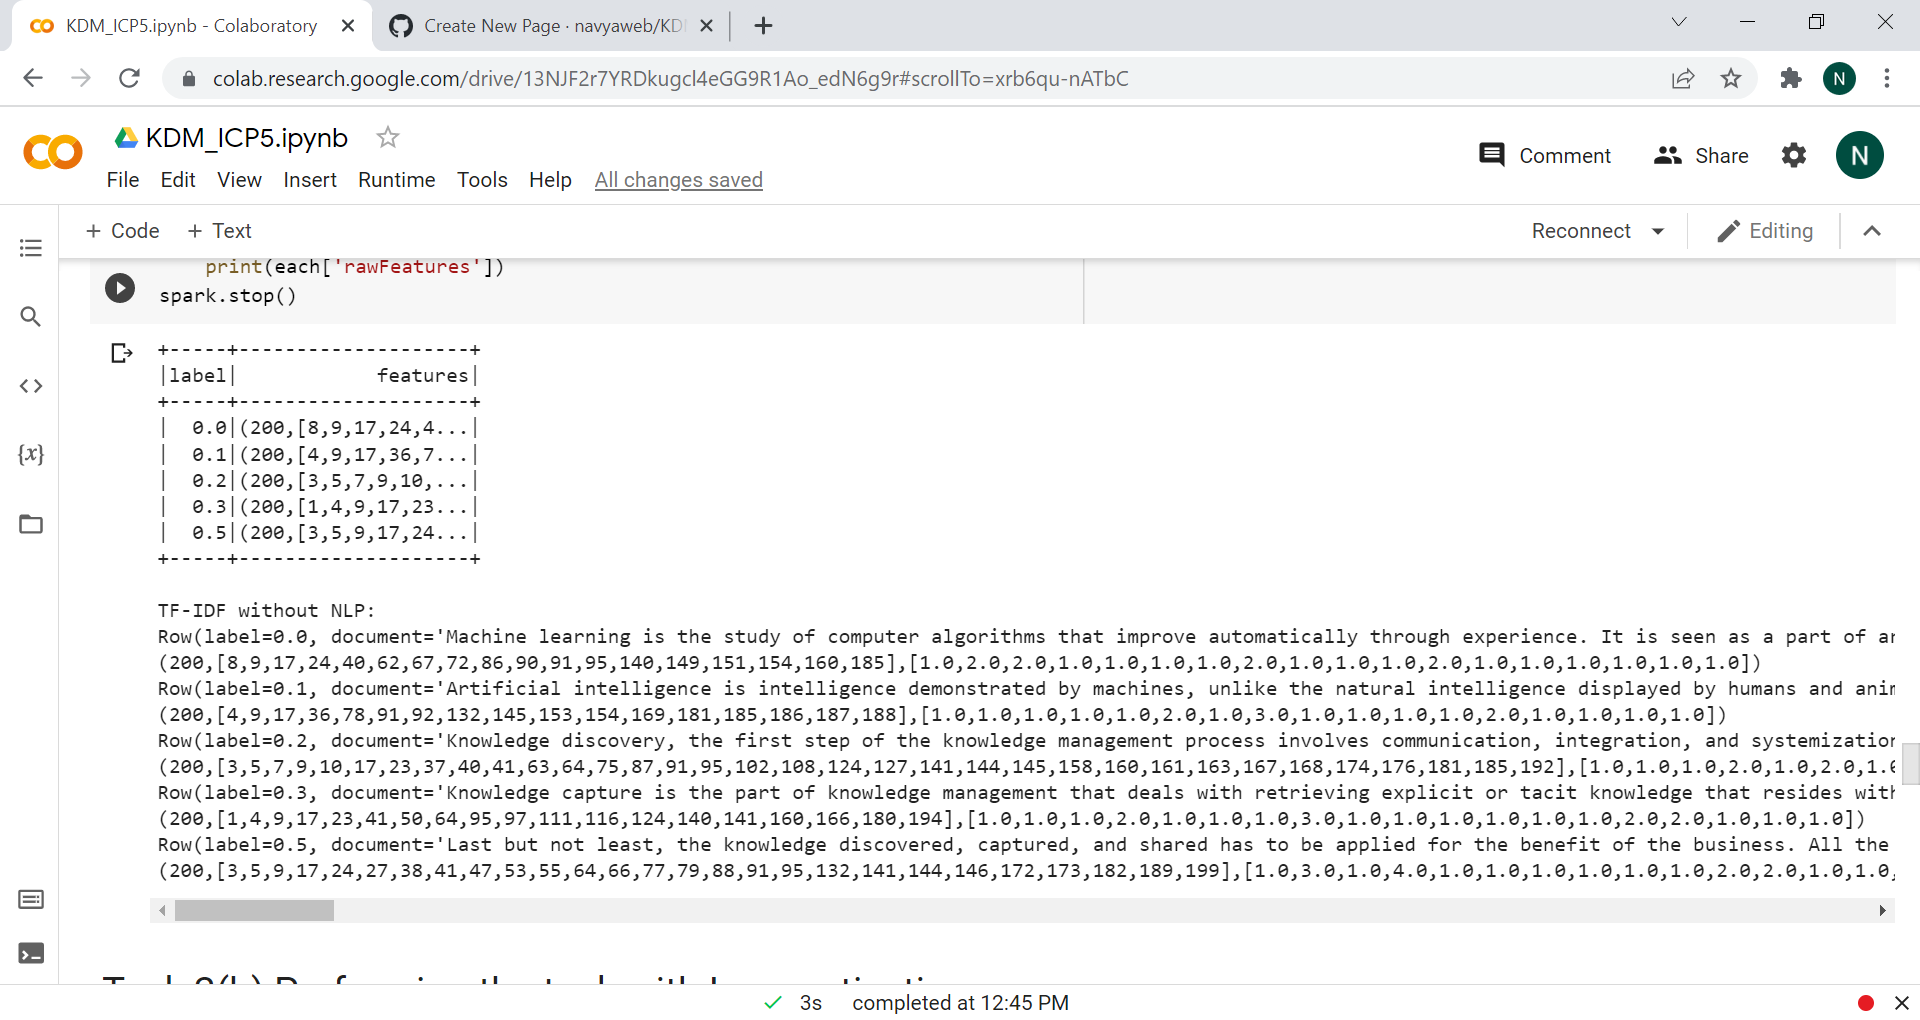 KDM_ICP5.ipynb - Colaboratory
Create New Page · navyaweb/KD
colab.research.google.com/drive/13NJF2r7YRDkugcl4eGG9R1Ao_edN6g9r#scrollTo=xrb6qu-nATbC
N
KDM_ICP5.ipynb
Comment
Share
N
File Edit View Insert Runtime Tools Help All changes saved
+ Code + Text
Reconnect
Editing
print(each['rawFeatures'])
spark.stop()
+-----+--------------------+
|label|            features|
+-----+--------------------+
|  0.0|(200,[8,9,17,24,4...|
|  0.1|(200,[4,9,17,36,7...|
|  0.2|(200,[3,5,7,9,10,...|
|  0.3|(200,[1,4,9,17,23...|
|  0.5|(200,[3,5,9,17,24...|
+-----+--------------------+
TF-IDF without NLP:
Row(label=0.0, document='Machine learning is the study of computer algorithms that improve automatically through experience. It is seen as a part of
(200,[8,9,17,24,40,62,67,72,86,90,91,95,140,149,151,154,160,185],[1.0,2.0,2.0,1.0,1.0,1.0,1.0,2.0,1.0,1.0,1.0,2.0,1.0,1.0,1.0,1.0,1.0,1.0])
Row(label=0.1, document='Artificial intelligence is intelligence demonstrated by machines, unlike the natural intelligence displayed by humans and
(200,[4,9,17,36,78,91,92,132,145,153,154,169,181,185,186,187,188],[1.0,1.0,1.0,1.0,1.0,2.0,1.0,3.0,1.0,1.0,1.0,1.0,2.0,1.0,1.0,1.0,1.0])
Row(label=0.2, document='Knowledge discovery, the first step of the knowledge management process involves communication, integration, and
(200,[3,5,7,9,10,17,23,37,40,41,63,64,75,87,91,95,102,108,124,127,141,144,145,158,160,161,163,167,168,174,176,181,185,192],[1.0,1.0,1.0,2.0,1.0,2.0,1.0
Row(label=0.3, document='Knowledge capture is the part of knowledge management that deals with retrieving explicit or tacit knowledge that resides with
(200,[1,4,9,17,23,41,50,64,95,97,111,116,124,140,141,160,166,180,194],[1.0,1.0,1.0,2.0,1.0,1.0,1.0,1.0,3.0,1.0,1.0,1.0,1.0,1.0,1.0,2.0,2.0,1.0,1.0,1.0])
Row(label=0.5, document='Last but not least, the knowledge discovered, captured, and shared has to be applied for the benefit of the business. All the
(200,[3,5,9,17,24,27,38,41,47,53,55,64,66,77,79,88,91,95,132,141,144,146,172,173,182,189,199],[1.0,3.0,1.0,4.0,1.0,1.0,1.0,1.0,1.0,1.0,1.0,2.0,2.0,1.0,1.0,
3s completed at 12:45 PM